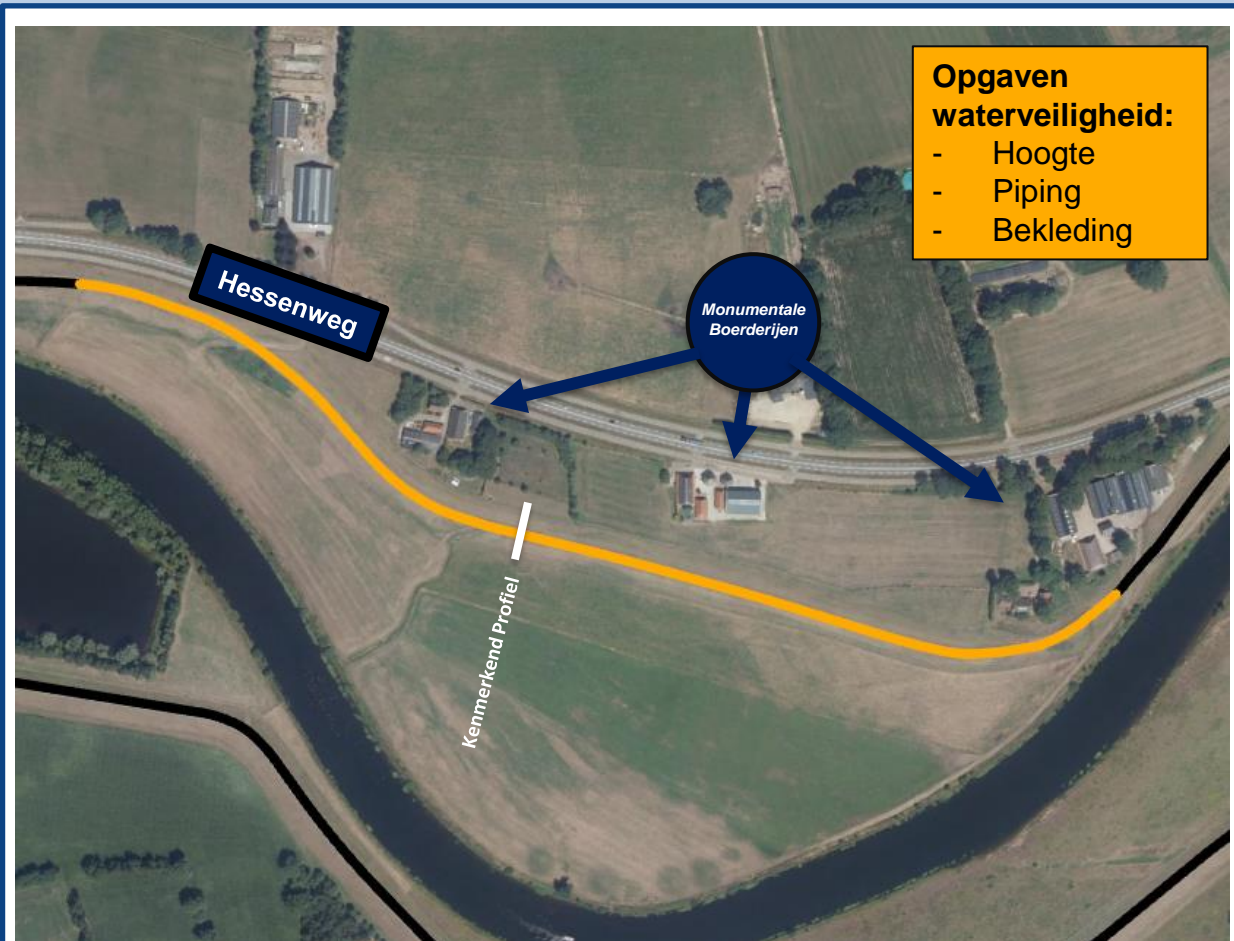 Opgaven
waterveiligheid:
- Hoogte
- Piping
- Bekleding
Hessenweg
Monumentale
Boerderijen
Kenmerkend Profiel